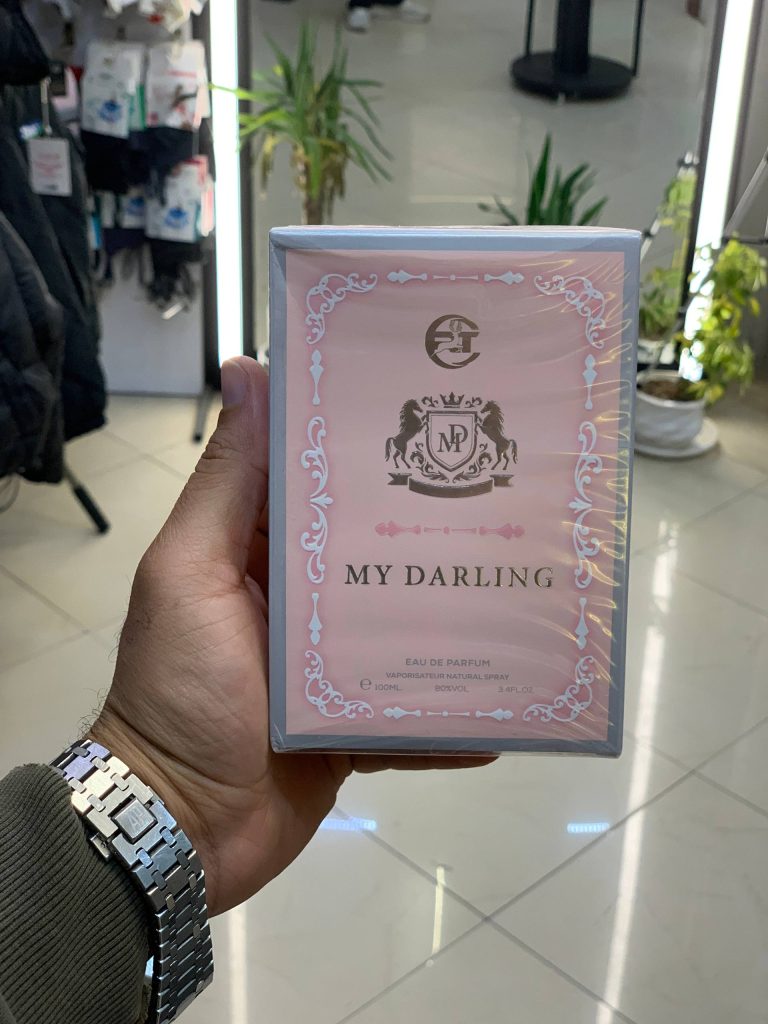 MY DARLING
EAU DE PARFUM
VAPORISATEUR NATURAL SPRAY
e 100ML. 80%VOL 3.4FL.OZ.